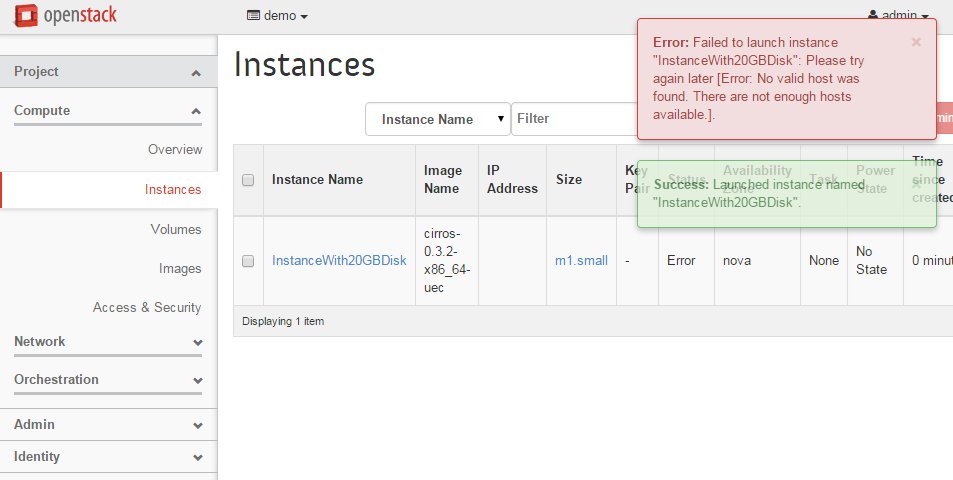 openstack
demo
admin
Project
Compute
Overview
Instances
Volumes
Images
Access & Security
Network
Orchestration
Admin
Identity
Instances
Instance Name
Filter
Error: Failed to launch instance
"InstanceWith20GBDisk": Please try
again later [Error: No valid host was
found. There are not enough hosts
available.].
×
Success: Launched instance named
"InstanceWith20GBDisk".
×
Instance Name
Image
Name
IP
Address
Size
Key
Pair
Status
Availability
Zone
Task
Power
State
Time
since
created
InstanceWith20GBDisk
cirros-
0.3.2-
x86_64-
uec
m1.small
-
Error
nova
None
No
State
0 minut
Displaying 1 item